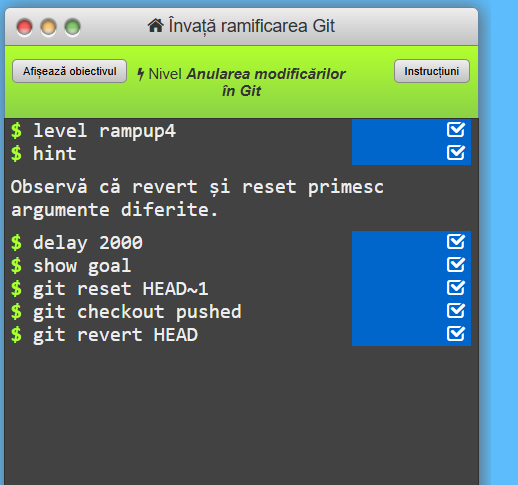 Învață ramificarea Git
Afișează obiectivul
Nivel Anularea modificărilor
în Git
Instrucțiuni
$ level rampup4
$ hint
Observă că revert și reset primesc
argumente diferite.
$ delay 2000
$ show goal
$ git reset HEAD~1
$ git checkout pushed
$ git revert HEAD